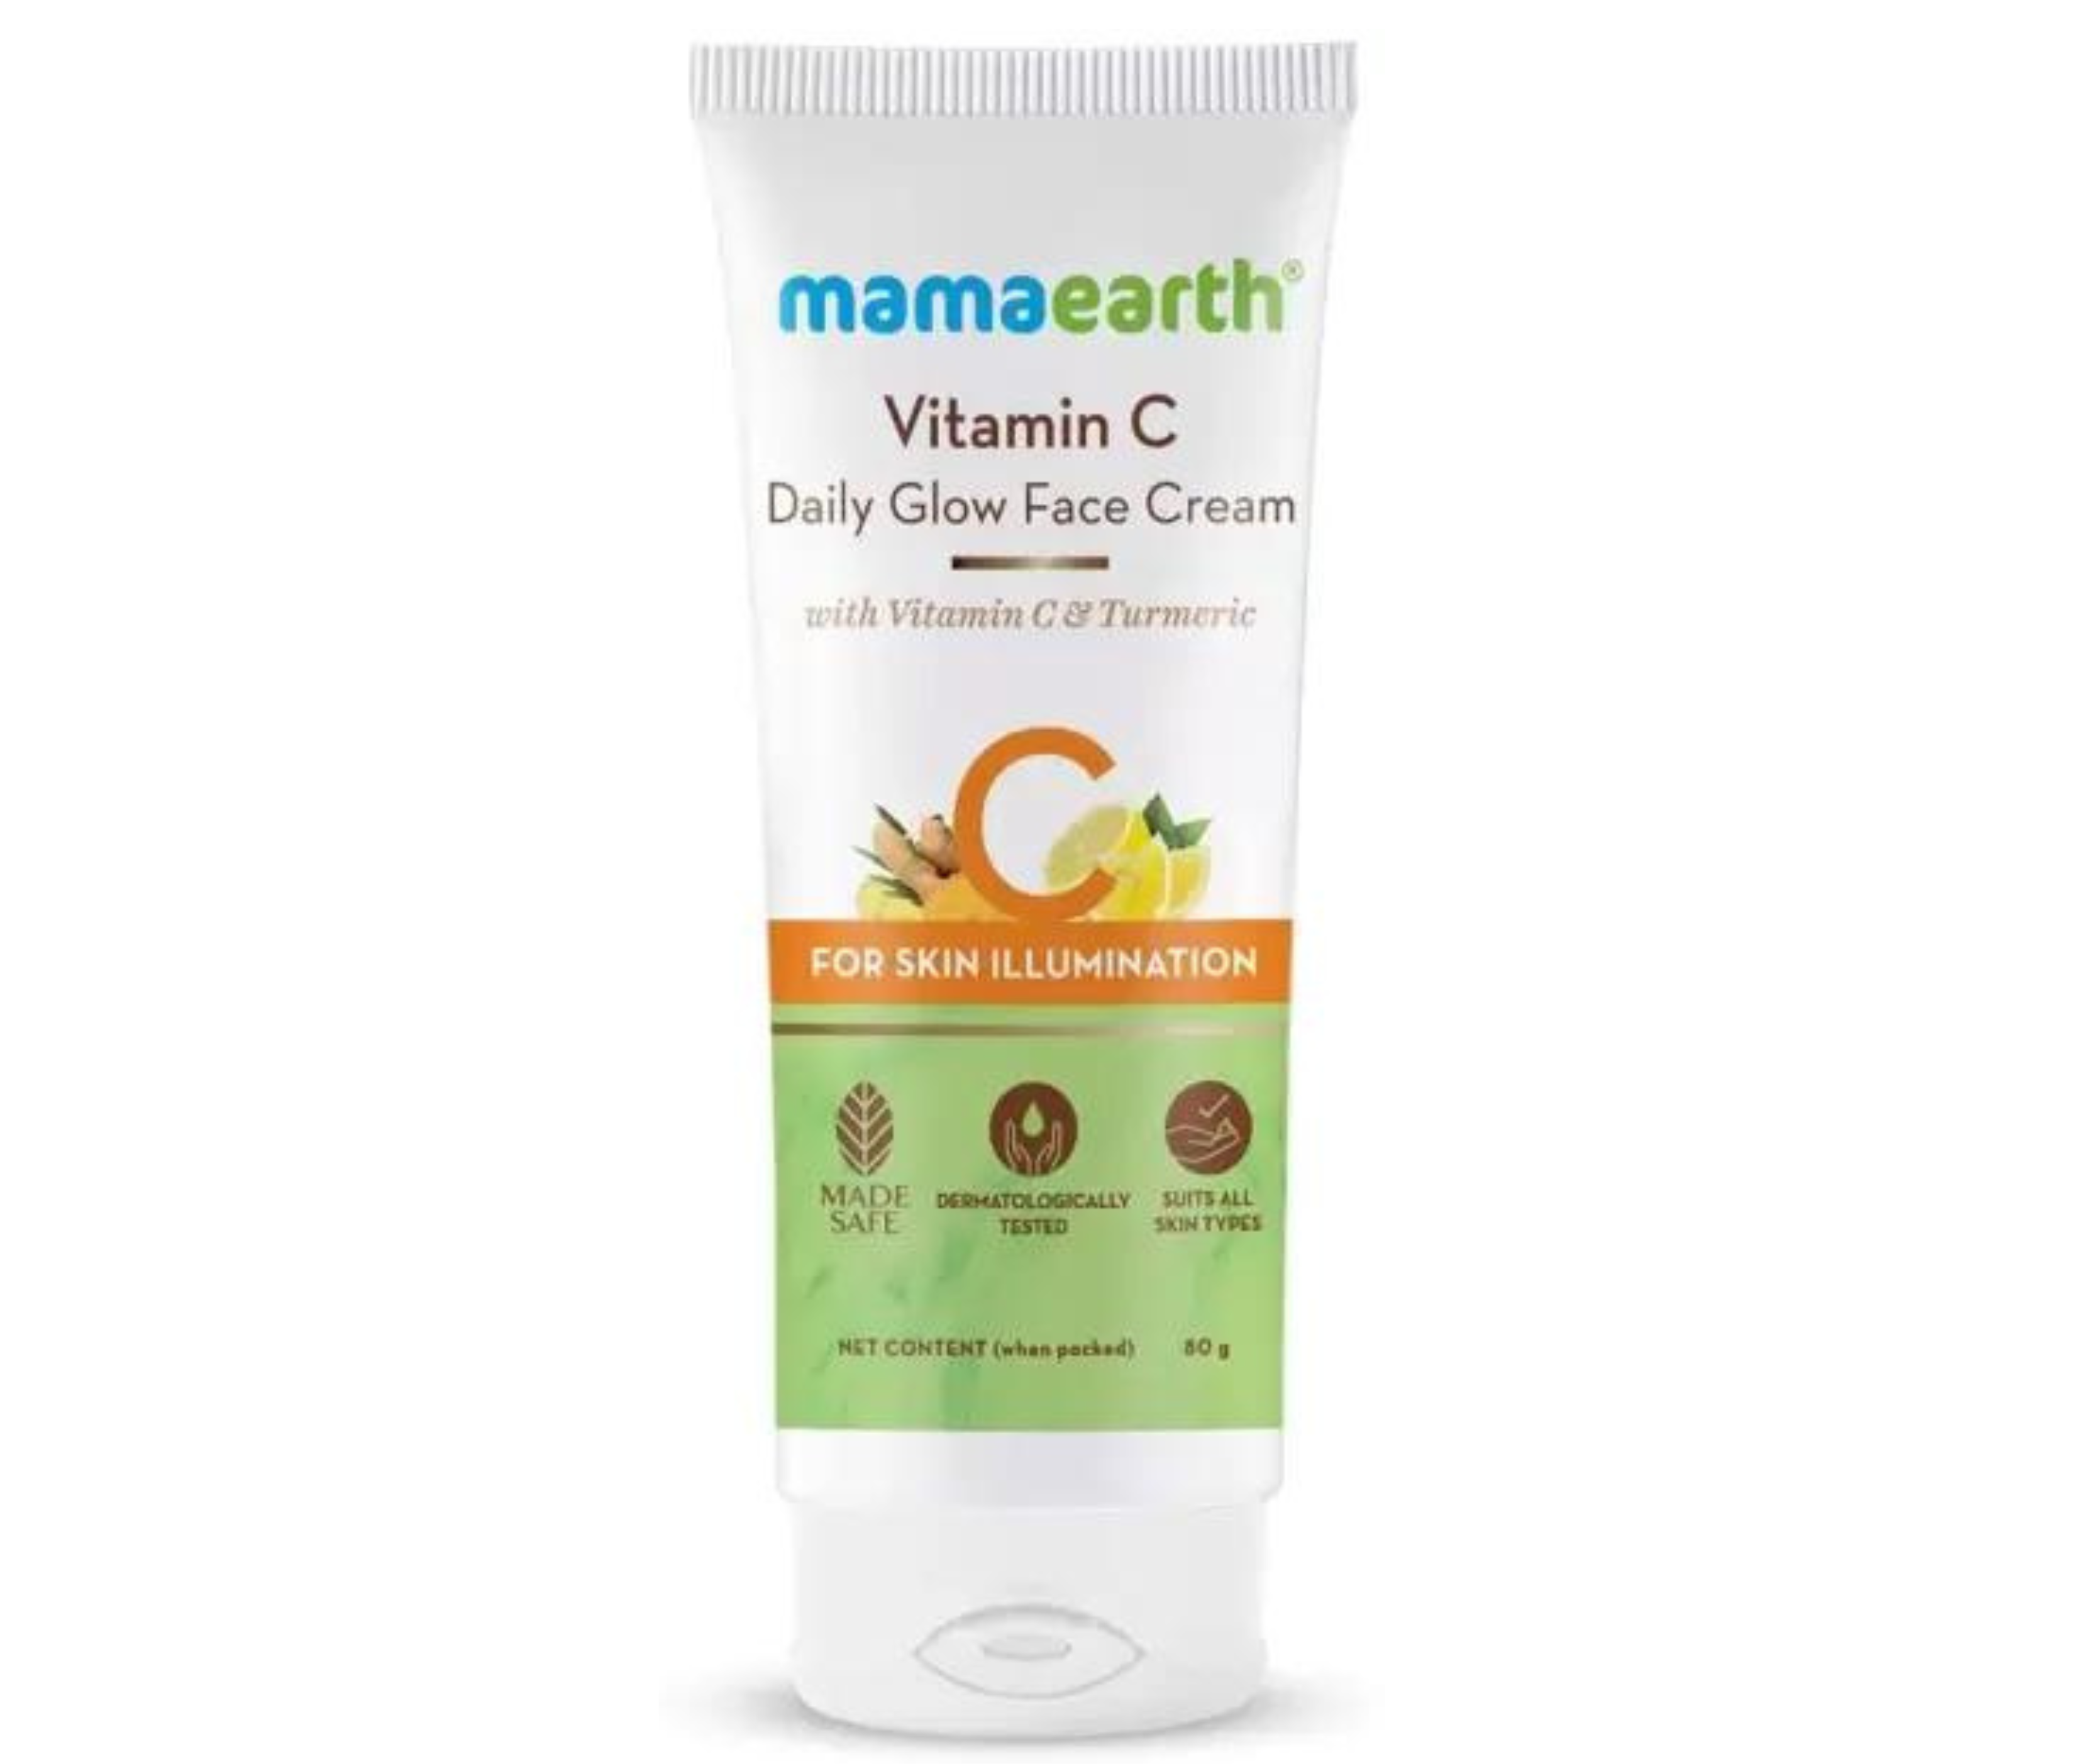 mamaearth®
Vitamin C
Daily Glow Face Cream
with Vitamin C & Turmeric
C
FOR SKIN ILLUMINATION
MADE SAFE
DERMATOLOGICALLY TESTED
SUITS ALL SKIN TYPES
NET CONTENT (when packed) 80 g